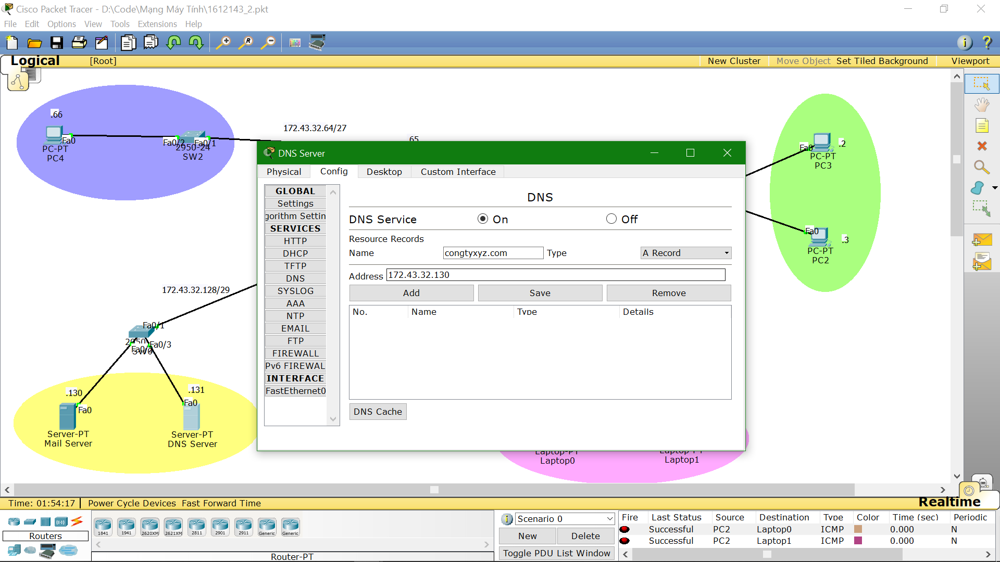 Cisco Packet Tracer - D:\Code\Mạng Máy Tính\1612143_2.pkt
File Edit Options View Tools Extensions Help
Logical [Root] New Cluster Move Object Set Tiled Background Viewport
.66
Fa0
PC-PT
PC4
Fa0/2 Fa0/1
2950-24
SW2
172.43.32.64/27
.65
Fa0
.2
PC-PT
PC3
Fa0
.3
PC-PT
PC2
172.43.32.128/29
Fa0/1
Fa0/3
SW0
.130
Fa0
Server-PT
Mail Server
.131
Fa0
Server-PT
DNS Server
DNS Server
Physical Config Desktop Custom Interface
GLOBAL
Settings
gorithm Settin
SERVICES
HTTP
DHCP
TFTP
DNS
SYSLOG
AAA
NTP
EMAIL
FTP
FIREWALL
Pv6 FIREWAL
INTERFACE
FastEthernet0
DNS
DNS Service On Off
Resource Records
Name congtyxyz.com Type A Record
Address 172.43.32.130
Add Save Remove
No. Name Type Details
DNS Cache
Laptop-PT
Laptop0
Laptop-PT
Laptop1
Time: 01:54:17 Power Cycle Devices Fast Forward Time Realtime
Routers
1841 1941 2620XM 2621XM 2811 2901 2911 Generic Generic
Router-PT
Scenario 0
New Delete
Toggle PDU List Window
Fire Last Status Source Destination Type Color Time (sec) Periodic
Successful PC2 Laptop0 ICMP 0.000 N
Successful PC2 Laptop1 ICMP 0.000 N